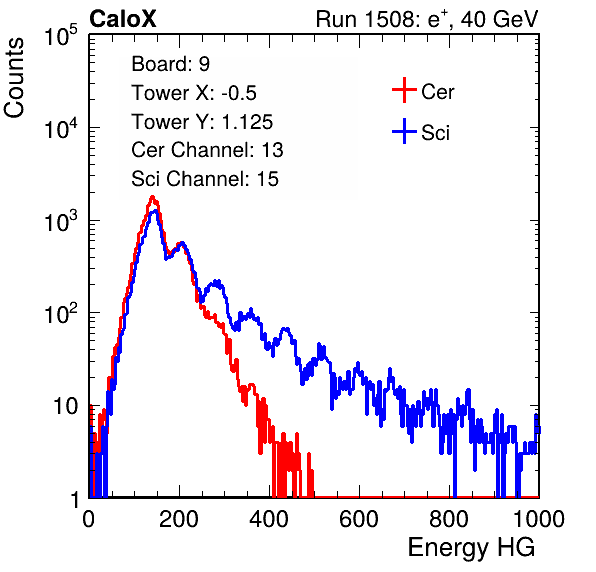 CaloX Run 1508: e⁺, 40 GeV
Counts
Board: 9
Tower X: -0.5
Tower Y: 1.125
Cer Channel: 13
Sci Channel: 15
Cer
Sci
10⁵
10⁴
10³
10²
10
1
0 200 400 600 800 1000
Energy HG